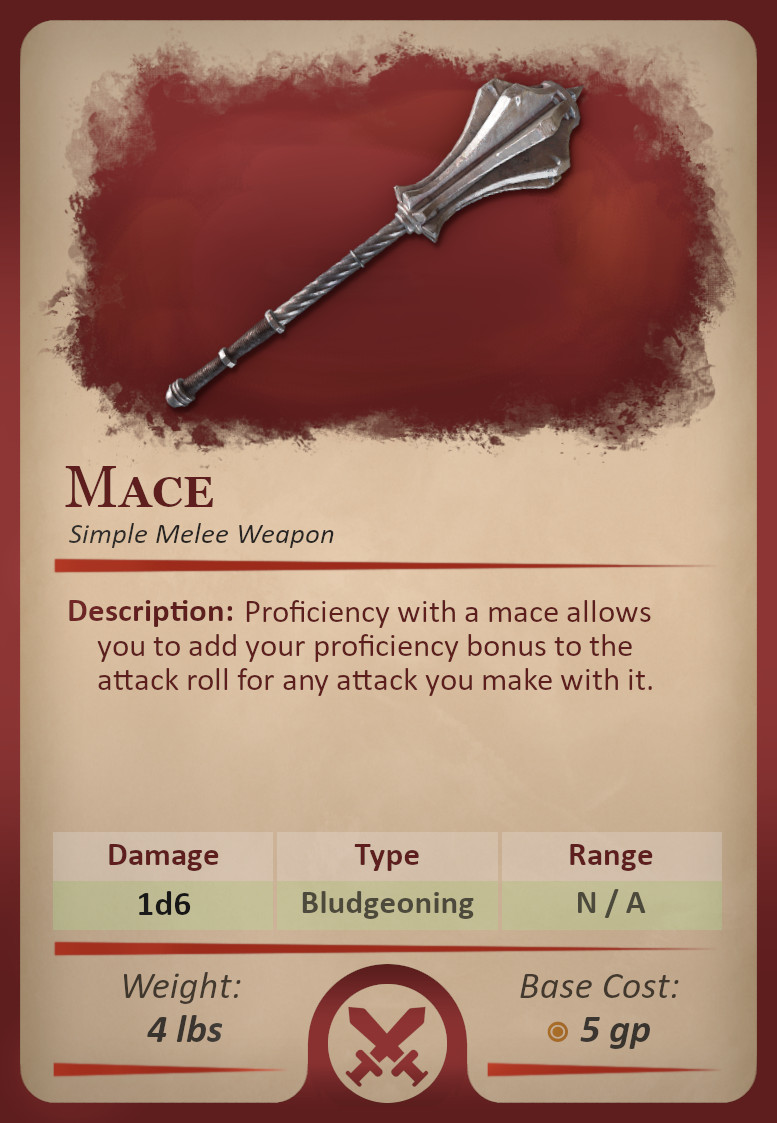 Mace
Simple Melee Weapon
Description: Proficiency with a mace allows
you to add your proficiency bonus to the
attack roll for any attack you make with it.
Damage Type Range
1d6 Bludgeoning N / A
Weight: Base Cost:
4 lbs 5 gp